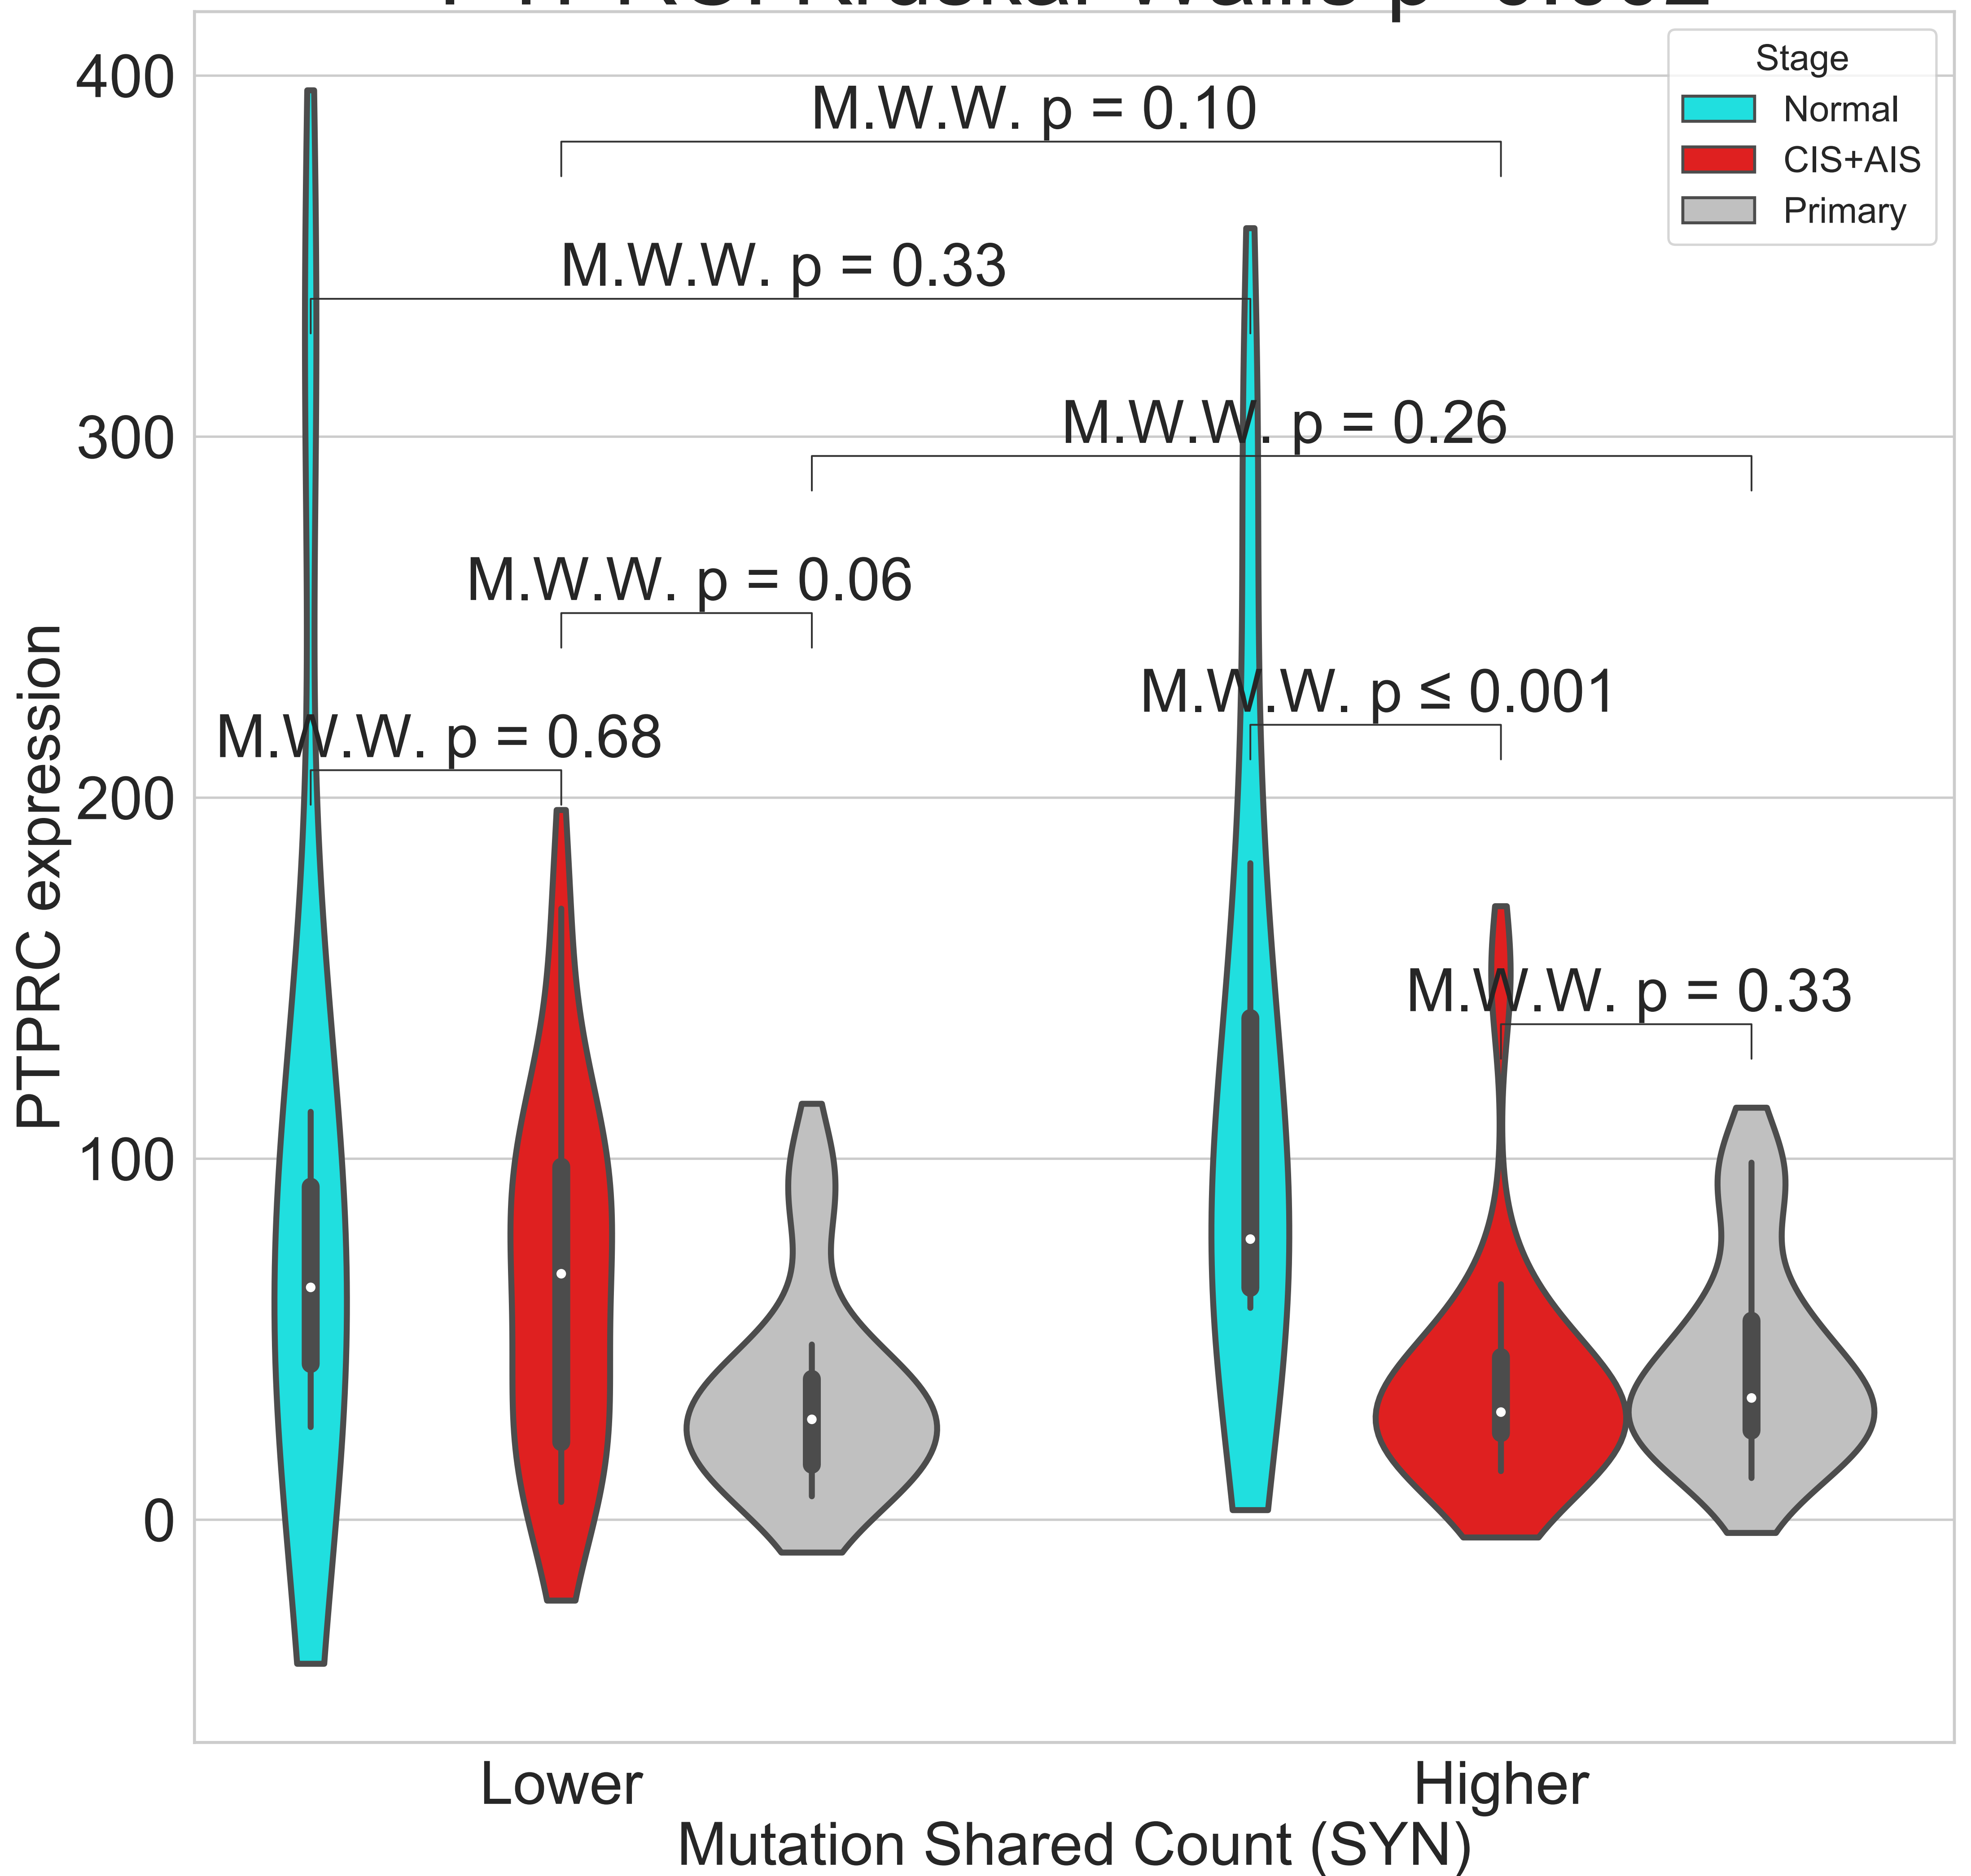 Stage
Normal
CIS+AIS
Primary
400
300
200
100
0
PTPRC expression
M.W.W. p = 0.10
M.W.W. p = 0.33
M.W.W. p = 0.26
M.W.W. p = 0.06
M.W.W. p ≤ 0.001
M.W.W. p = 0.68
M.W.W. p = 0.33
Lower
Higher
Mutation Shared Count (SYN)